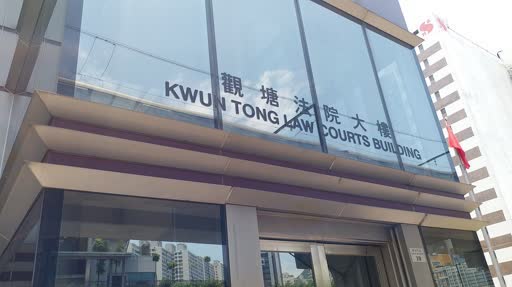 觀塘法院大樓
KWUN TONG LAW COURTS BUILDING